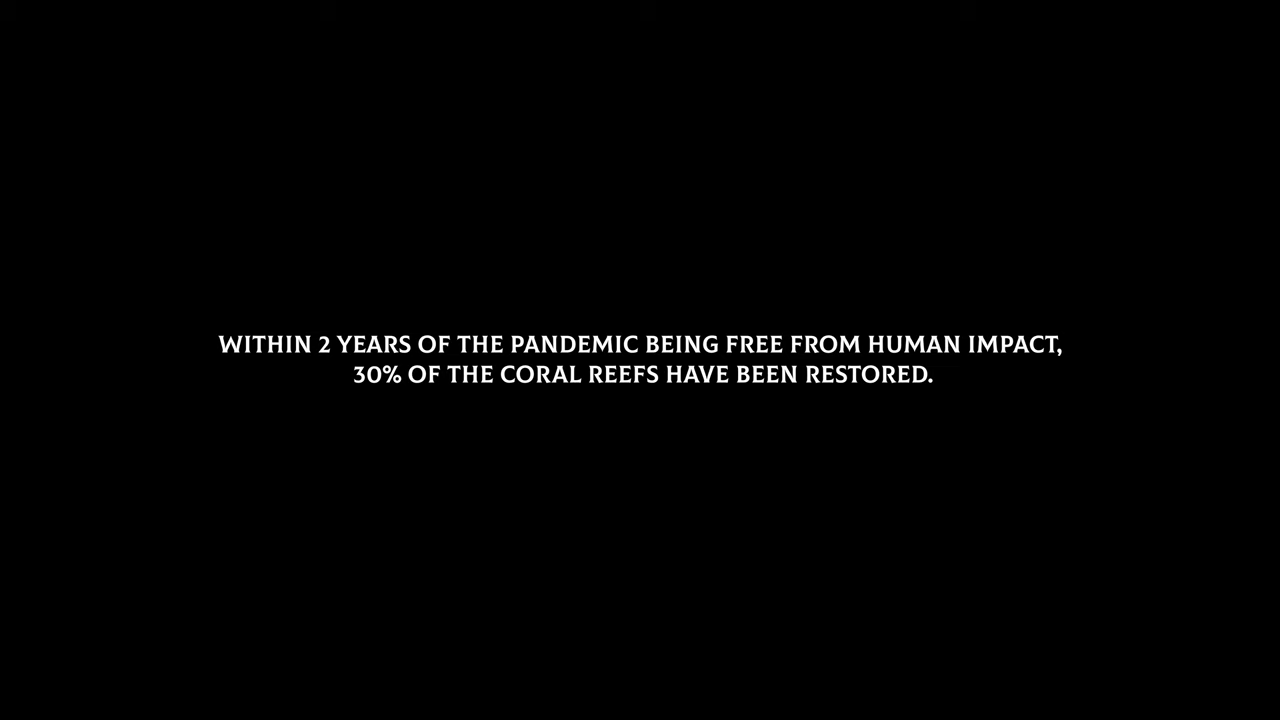 WITHIN 2 YEARS OF THE PANDEMIC BEING FREE FROM HUMAN IMPACT,
30% OF THE CORAL REEFS HAVE BEEN RESTORED.